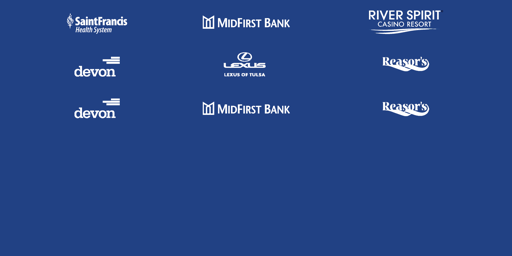 SaintFrancis
Health System
MIDFIRST BANK
RIVER SPIRIT
CASINO RESORT
devon
LEXUS
LEXUS OF TULSA
Reasor's
devon
MIDFIRST BANK
Reasor's